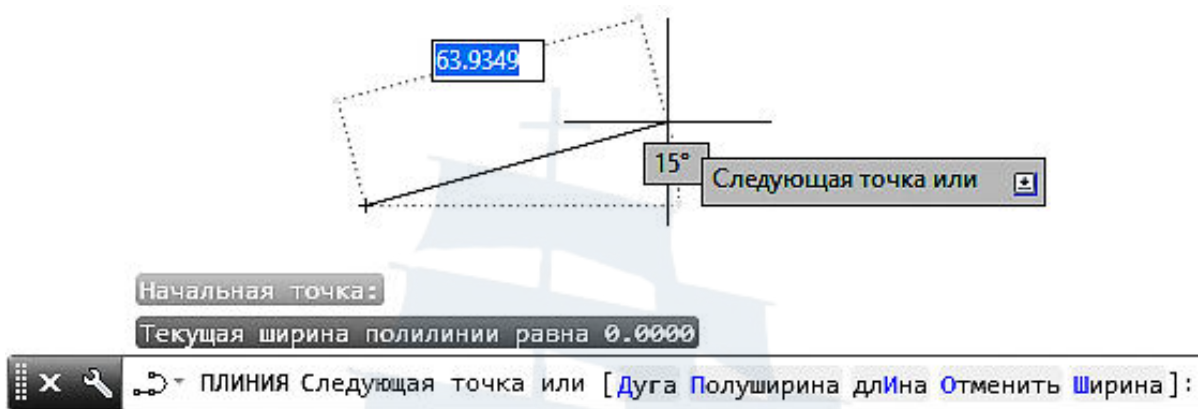 63.9349
15°
Следующая точка или
Начальная точка:
Текущая ширина полилинии равна 0.0000
ПЛИНИЯ Следующая точка или [Дуга Полуширина длИна Отменить Ширина]: